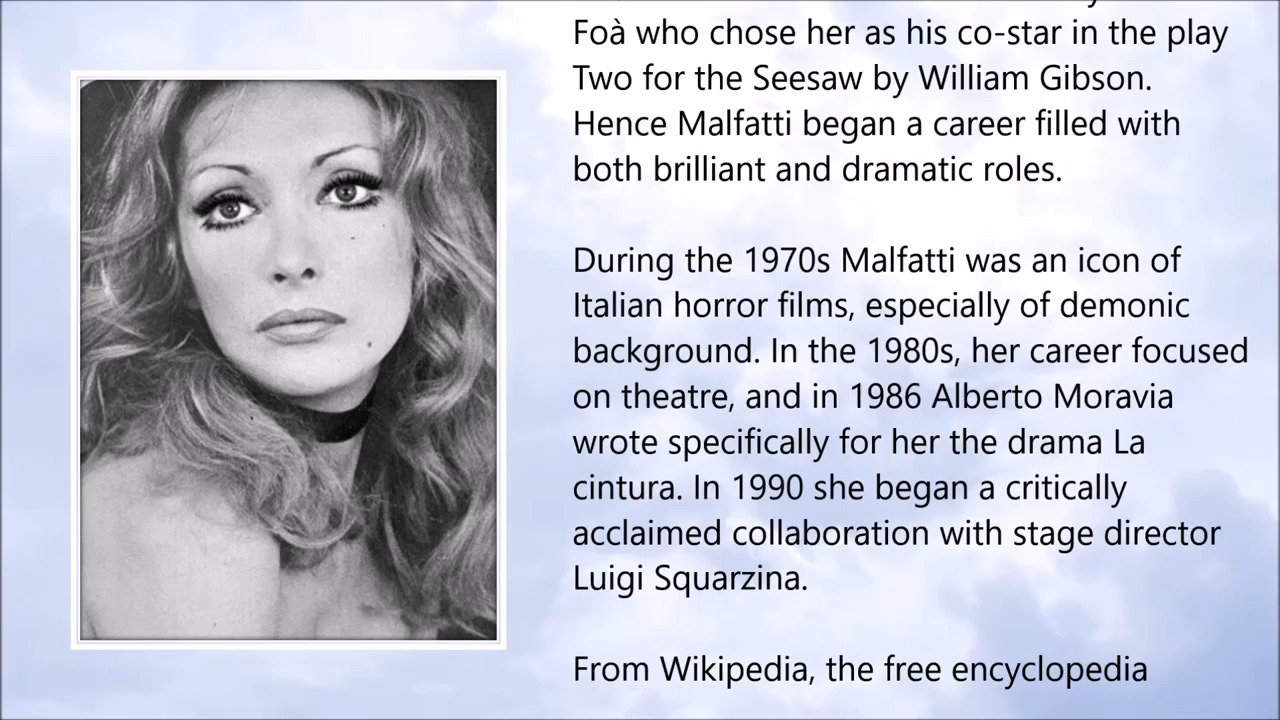 Foà who chose her as his co-star in the play
Two for the Seesaw by William Gibson.
Hence Malfatti began a career filled with
both brilliant and dramatic roles.
During the 1970s Malfatti was an icon of
Italian horror films, especially of demonic
background. In the 1980s, her career focused
on theatre, and in 1986 Alberto Moravia
wrote specifically for her the drama La
cintura. In 1990 she began a critically
acclaimed collaboration with stage director
Luigi Squarzina.
From Wikipedia, the free encyclopedia